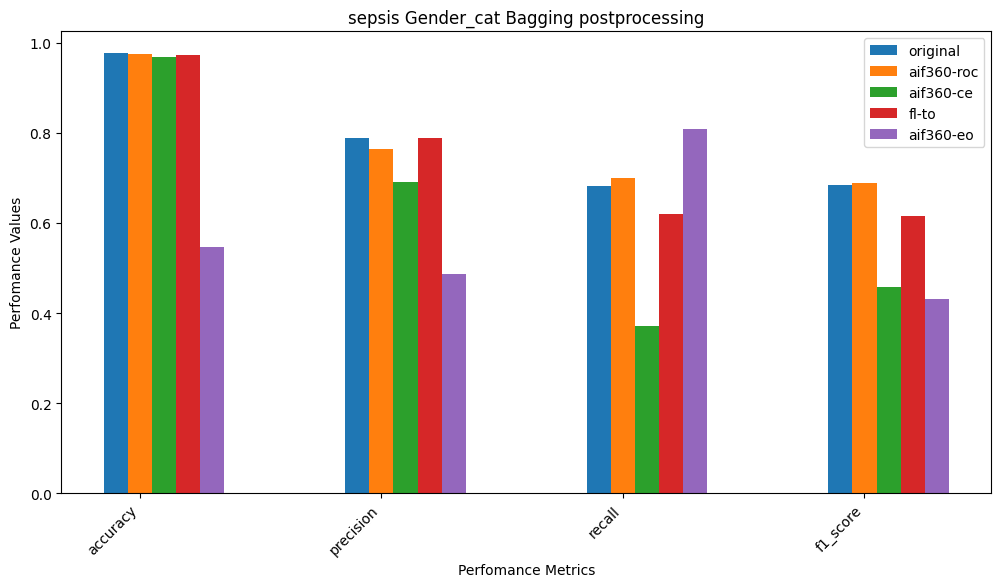 sepsis Gender_cat Bagging postprocessing
original
aif360-roc
aif360-ce
fl-to
aif360-eo
Perfomance Values
1.0
0.8
0.6
0.4
0.2
0.0
accuracy
precision
recall
f1_score
Perfomance Metrics